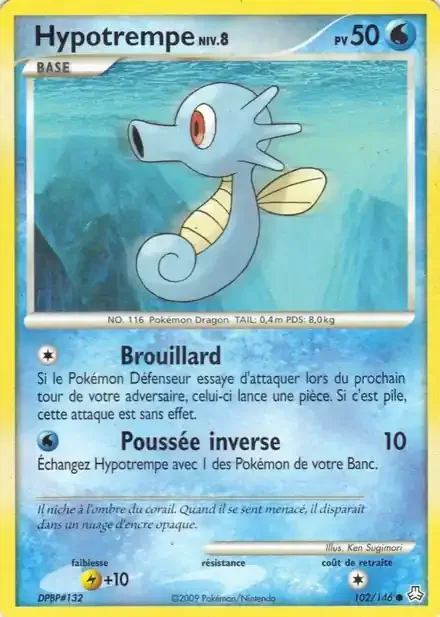 Hypotrempe NIV.8 PV 50
BASE
NO. 116 Pokémon Dragon TAIL: 0,4m PDS: 8,0kg
Brouillard
Si le Pokémon Défenseur essaye d'attaquer lors du prochain
tour de votre adversaire, celui-ci lance une pièce. Si c'est pile,
cette attaque est sans effet.
Poussée inverse 10
Échangez Hypotrempe avec 1 des Pokémon de votre Banc.
Il niche à l'ombre du corail. Quand il se sent menacé, il disparaît
dans un nuage d'encre opaque.
Illus. Ken Sugimori
faiblesse résistance coût de retraite
+10
DPBP#132 ©2009 Pokémon/Nintendo 102/146